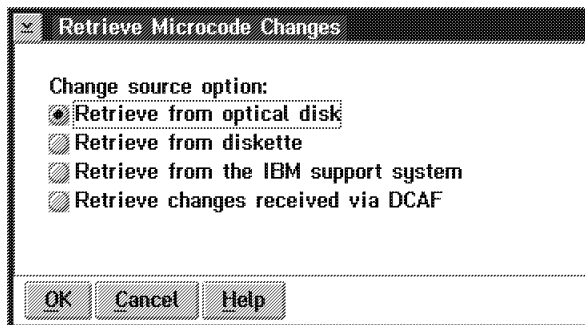 Retrieve Microcode Changes
Change source option:
Retrieve from optical disk
Retrieve from diskette
Retrieve from the IBM support system
Retrieve changes received via DCAF
OK Cancel Help